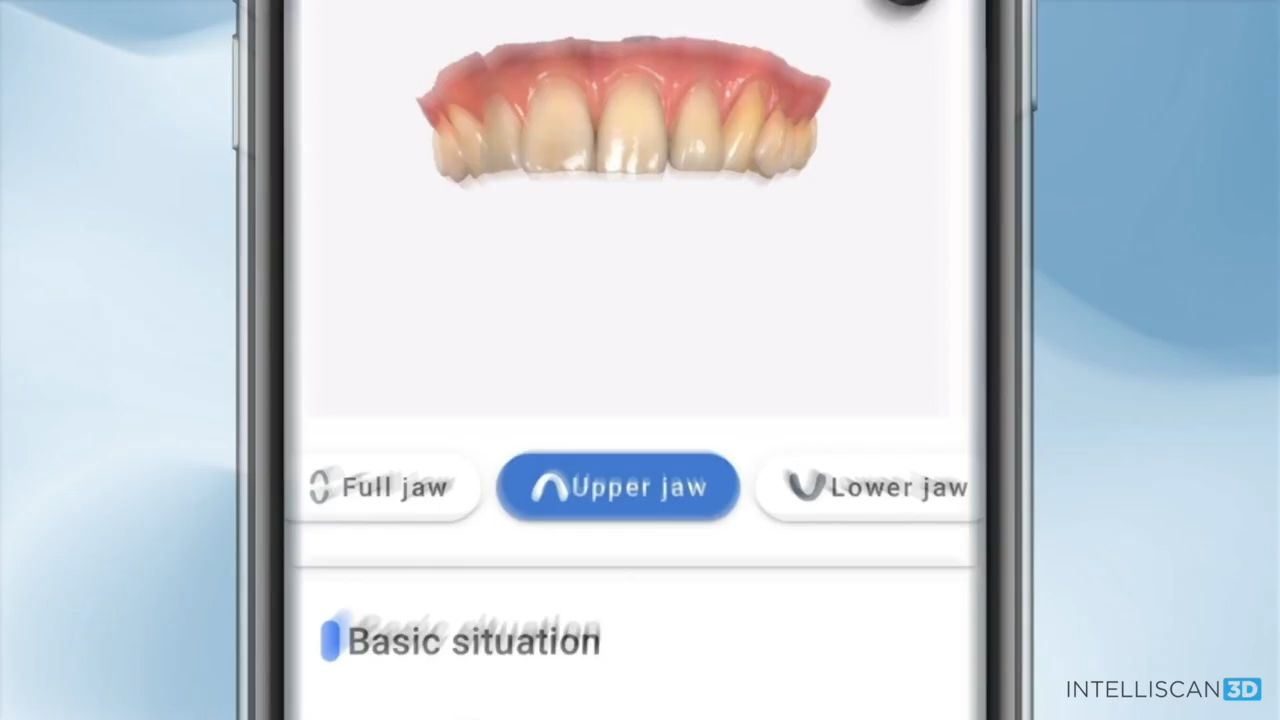 Full jaw
Upper jaw
Lower jaw
Basic situation
INTELLISCAN3D